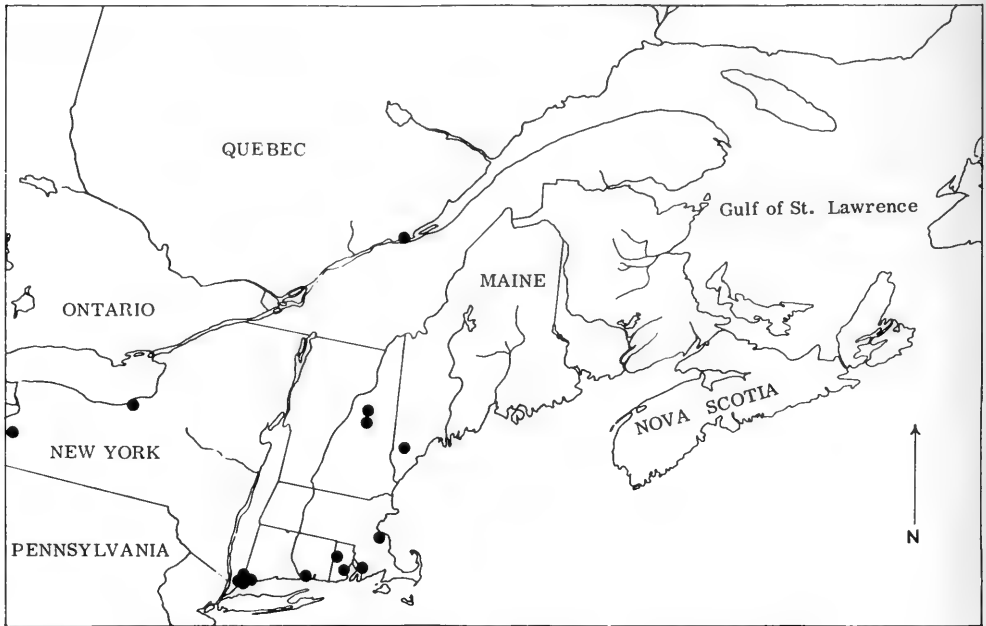 QUEBEC
Gulf of St. Lawrence
MAINE
ONTARIO
NOVA SCOTIA
NEW YORK
N
PENNSYLVANIA